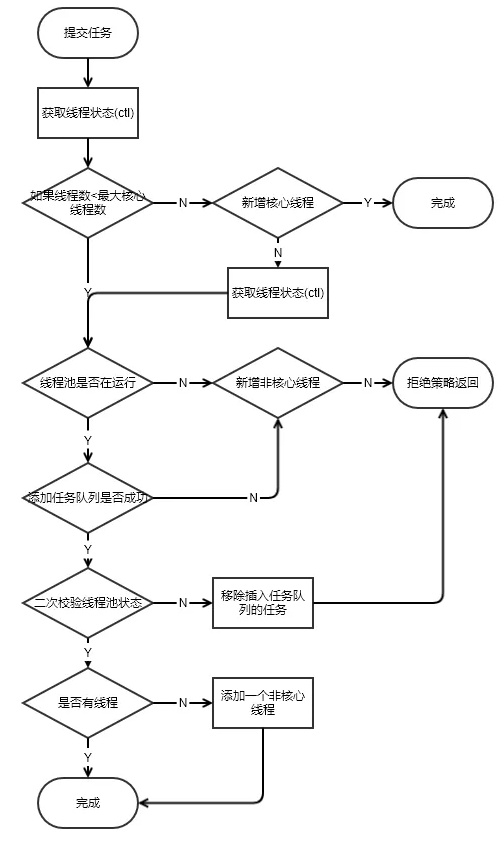 提交任务
获取线程状态(ctl)
如果线程数<最大核心
线程数
N
新增核心线程
Y
完成
N
获取线程状态(ctl)
Y
线程池是否在运行
N
新增非核心线程
N
拒绝策略返回
Y
添加任务队列是否成功
N
Y
二次校验线程池状态
N
移除插入任务队
列的任务
Y
是否有线程
N
添加一个非核心
线程
Y
完成